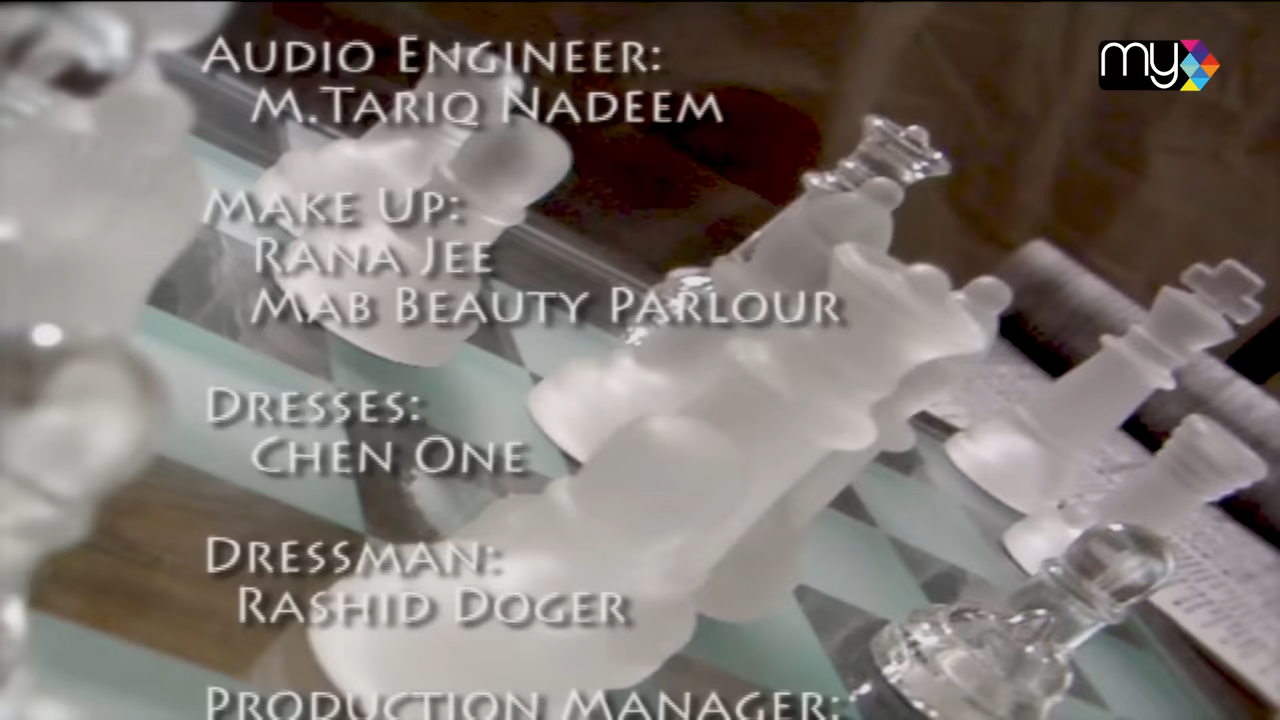 my
Audio Engineer:
M.Tariq Nadeem
Make Up:
Rana Jee
Mab Beauty Parlour
Dresses:
Chen One
Dressman:
Rashid Doger
Production Manager: